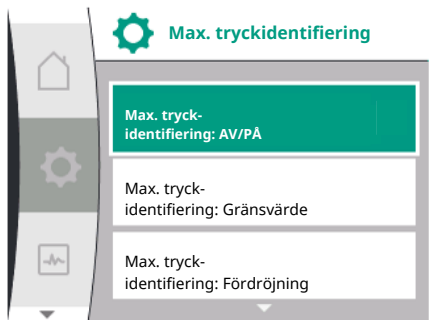 Max. tryckidentifiering
Max. tryck-
identifiering: AV/PÅ
Max. tryck-
identifiering: Gränsvärde
Max. tryck-
identifiering: Fördröjning